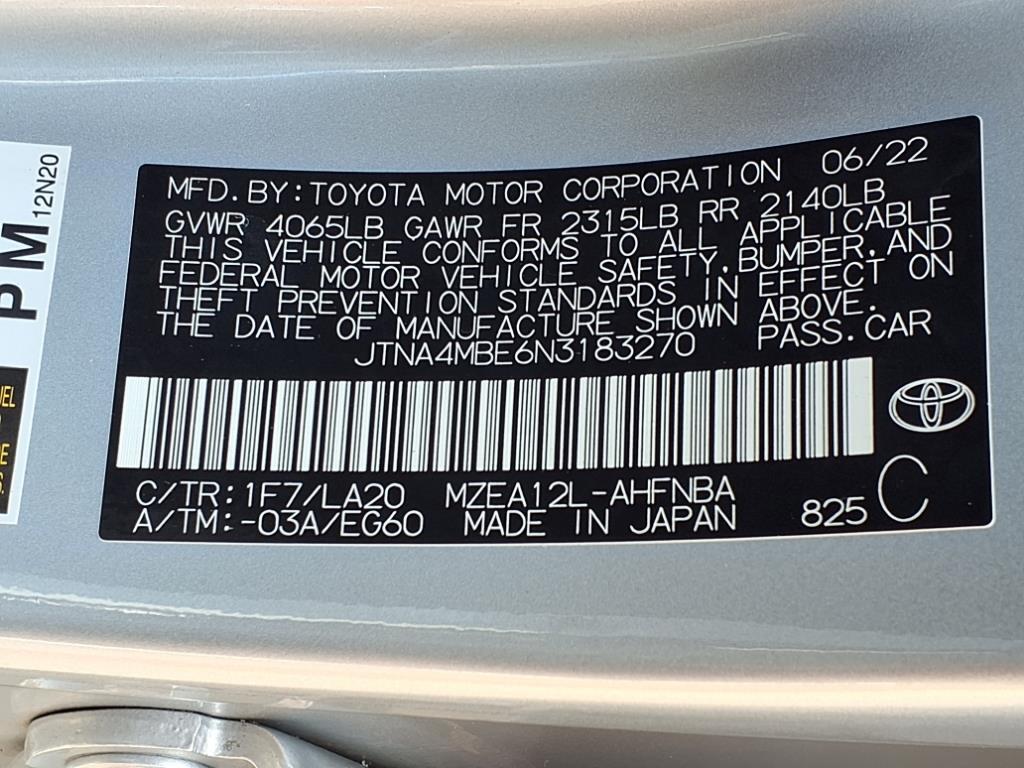 MFD. BY: TOYOTA MOTOR CORPORATION 06/22
GVWR 4065LB GAWR FR 2315LB RR 2140LB
THIS VEHICLE CONFORMS TO ALL APPLICABLE
FEDERAL MOTOR VEHICLE SAFETY, BUMPER, AND
THEFT PREVENTION STANDARDS IN EFFECT ON
THE DATE OF MANUFACTURE SHOWN ABOVE.
JTNA4MBE6N3183270 PASS. CAR
C/TR: 1F7/LA20 MZEA12L-AHFNBA
A/TM: -03A/EG60 MADE IN JAPAN 825 C
P M
12N20